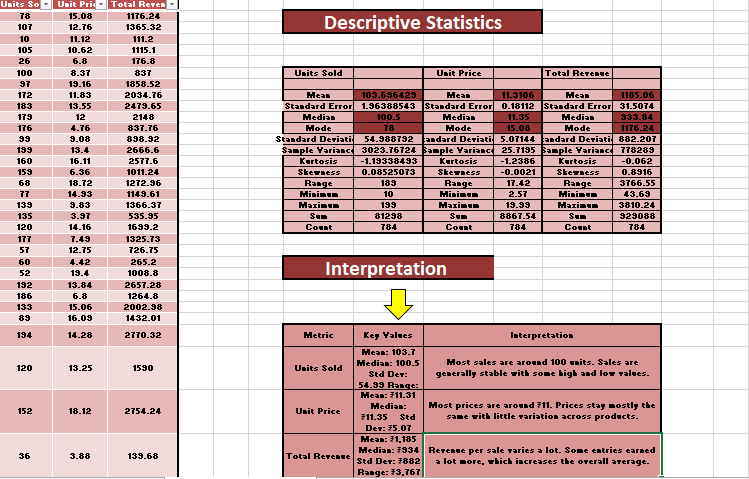 Units So Unit Pric Total Reven
78 15.08 1176.24
107 12.76 1365.32
10 11.12 111.2
105 10.62 1115.1
26 6.8 176.8
100 8.37 837
97 19.16 1858.52
172 11.83 2034.76
183 13.55 2479.65
179 12 2148
176 4.76 837.76
99 9.08 898.92
199 13.4 2666.6
160 16.11 2577.6
159 6.36 1011.24
68 18.72 1272.96
77 14.93 1149.61
139 9.83 1366.37
135 3.97 535.95
120 14.16 1699.2
177 7.49 1325.73
57 12.75 726.75
60 4.42 265.2
52 19.4 1008.8
192 13.84 2657.28
186 6.8 1264.8
133 15.06 2002.98
89 16.09 1432.01
194 14.28 2770.32
120 13.25 1590
152 18.12 2754.24
36 3.88 139.68
Descriptive Statistics
Units Sold Unit Price Total Revenue
Mean 103.696429 Mean 11.3106 Mean 1185.06
Standard Error 1.96388543 Standard Error 0.18112 Standard Error 31.5074
Median 100.5 Median 11.35 Median 933.84
Mode 78 Mode 15.08 Mode 1176.24
Standard Deviati 54.988792 tandard Deviati 5.07144 tandard Deviati 882.207
Sample Variance 3023.76724 Sample Variance 25.7195 Sample Variance 778289
Kurtosis -1.19338493 Kurtosis -1.2386 Kurtosis -0.062
Skewness 0.08525073 Skewness -0.0021 Skewness 0.8916
Range 189 Range 17.42 Range 3766.55
Minimum 10 Minimum 2.57 Minimum 43.69
Maximum 199 Maximum 19.99 Maximum 3810.24
Sum 81298 Sum 8867.54 Sum 929088
Count 784 Count 784 Count 784
Interpretation
Metric Key Values Interpretation
Units Sold
Mean: 103.7
Median: 100.5
Std Dev:
54.99 Range:
Most sales are around 100 units. Sales are
generally stable with some high and low values.
Unit Price
Mean: ₹11.31
Median:
₹11.35 Std
Dev: ₹5.07
Most prices are around ₹11. Prices stay mostly the
same with little variation across products.
Total Revenue
Mean: ₹1,185
Median: ₹934
Std Dev: ₹882
Range: ₹3,767
Revenue per sale varies a lot. Some entries earned
a lot more, which increases the overall average.